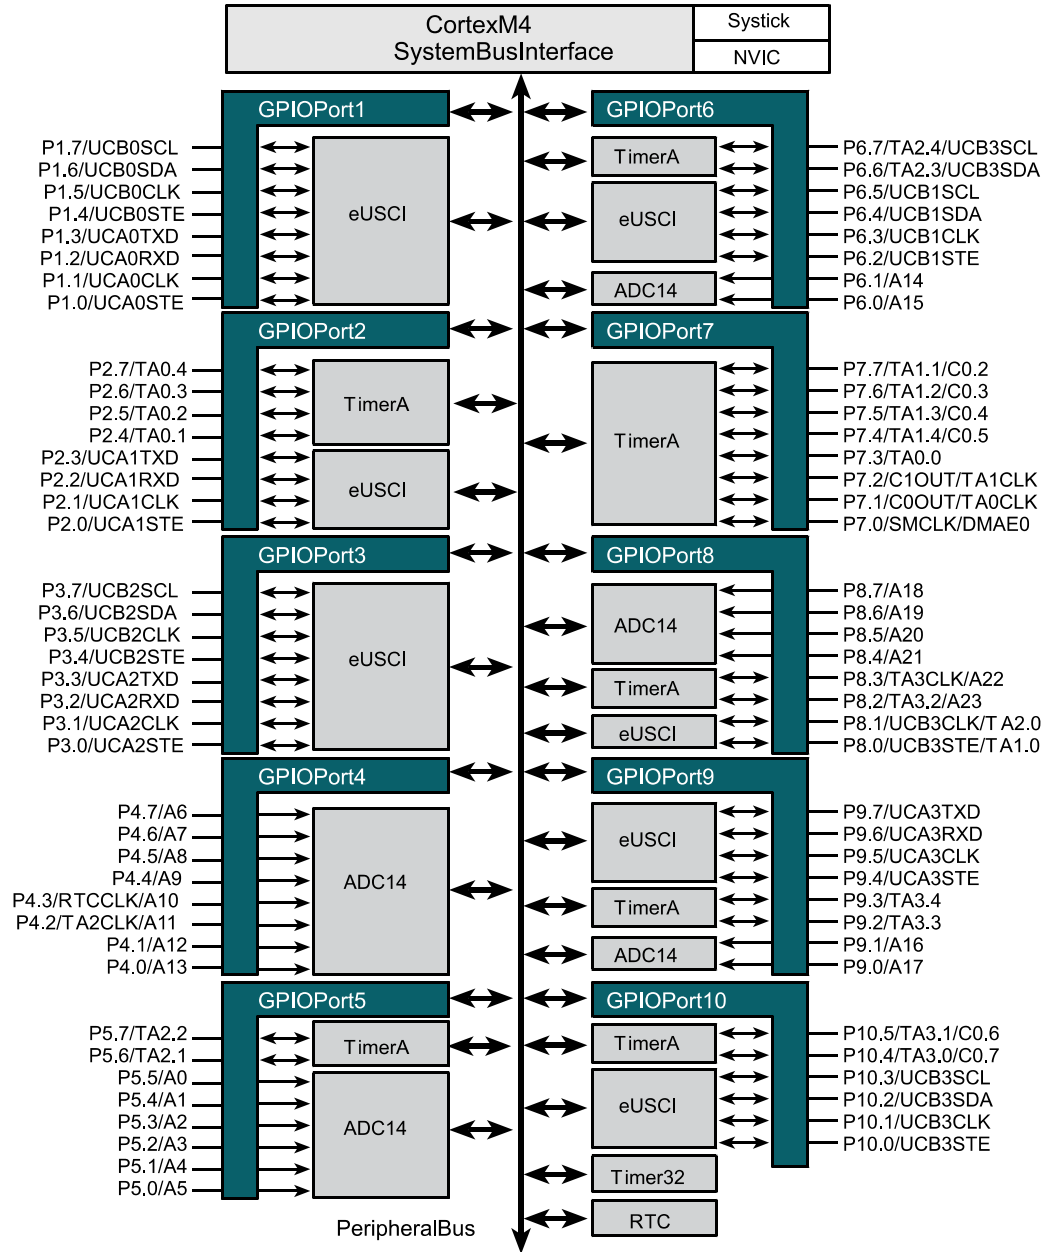 CortexM4
SystemBusInterface
Systick
NVIC
GPIOPort1
P1.7/UCB0SCL
P1.6/UCB0SDA
P1.5/UCB0CLK
P1.4/UCB0STE
P1.3/UCA0TXD
P1.2/UCA0RXD
P1.1/UCA0CLK
P1.0/UCA0STE
eUSCI
GPIOPort2
P2.7/TA0.4
P2.6/TA0.3
P2.5/TA0.2
P2.4/TA0.1
P2.3/UCA1TXD
P2.2/UCA1RXD
P2.1/UCA1CLK
P2.0/UCA1STE
TimerA
eUSCI
GPIOPort3
P3.7/UCB2SCL
P3.6/UCB2SDA
P3.5/UCB2CLK
P3.4/UCB2STE
P3.3/UCA2TXD
P3.2/UCA2RXD
P3.1/UCA2CLK
P3.0/UCA2STE
eUSCI
GPIOPort4
P4.7/A6
P4.6/A7
P4.5/A8
P4.4/A9
P4.3/RTCCLK/A10
P4.2/TA2CLK/A11
P4.1/A12
P4.0/A13
ADC14
GPIOPort5
P5.7/TA2.2
P5.6/TA2.1
P5.5/A0
P5.4/A1
P5.3/A2
P5.2/A3
P5.1/A4
P5.0/A5
TimerA
ADC14
PeripheralBus
GPIOPort6
TimerA
eUSCI
ADC14
P6.7/TA2.4/UCB3SCL
P6.6/TA2.3/UCB3SDA
P6.5/UCB1SCL
P6.4/UCB1SDA
P6.3/UCB1CLK
P6.2/UCB1STE
P6.1/A14
P6.0/A15
GPIOPort7
TimerA
P7.7/TA1.1/C0.2
P7.6/TA1.2/C0.3
P7.5/TA1.3/C0.4
P7.4/TA1.4/C0.5
P7.3/TA0.0
P7.2/C1OUT/TA1CLK
P7.1/C0OUT/TA0CLK
P7.0/SMCLK/DMAE0
GPIOPort8
ADC14
TimerA
eUSCI
P8.7/A18
P8.6/A19
P8.5/A20
P8.4/A21
P8.3/TA3CLK/A22
P8.2/TA3.2/A23
P8.1/UCB3CLK/TA2.0
P8.0/UCB3STE/TA1.0
GPIOPort9
eUSCI
TimerA
ADC14
P9.7/UCA3TXD
P9.6/UCA3RXD
P9.5/UCA3CLK
P9.4/UCA3STE
P9.3/TA3.4
P9.2/TA3.3
P9.1/A16
P9.0/A17
GPIOPort10
TimerA
eUSCI
P10.5/TA3.1/C0.6
P10.4/TA3.0/C0.7
P10.3/UCB3SCL
P10.2/UCB3SDA
P10.1/UCB3CLK
P10.0/UCB3STE
Timer32
RTC